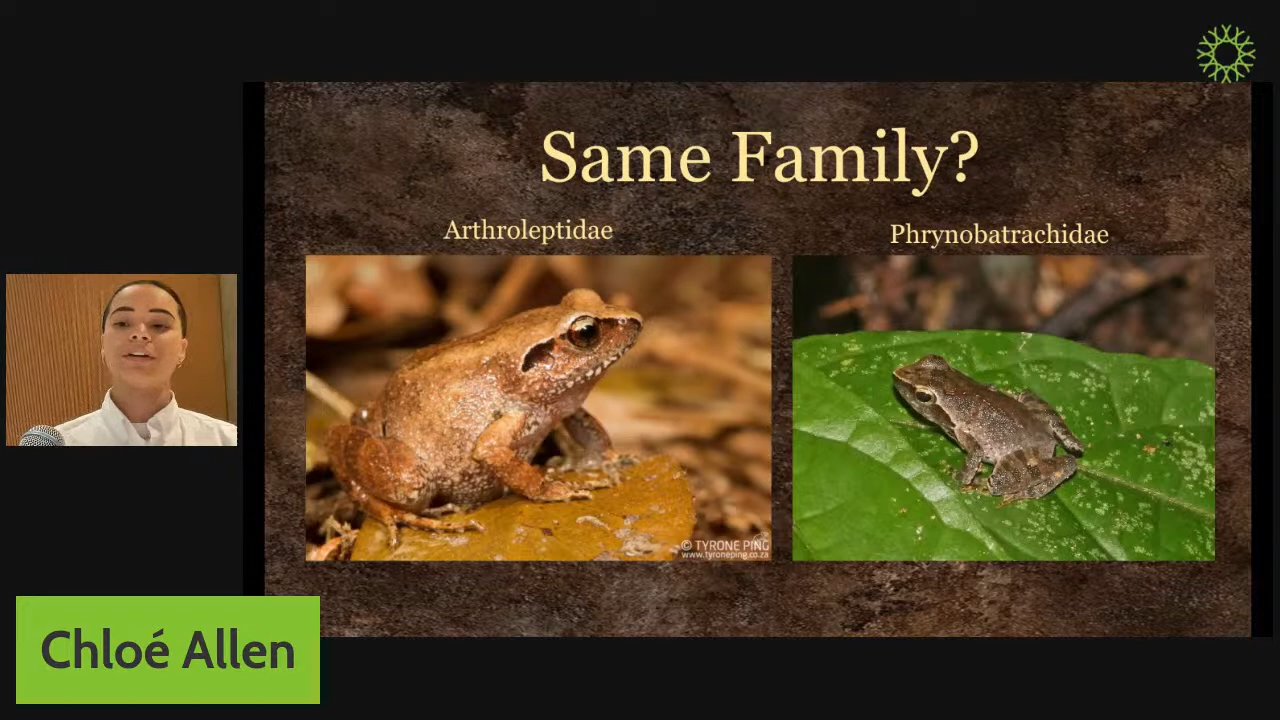 Same Family?
Arthroleptidae
Phrynobatrachidae
© TYRONE PING
www.tyroneping.co.za
Chloé Allen